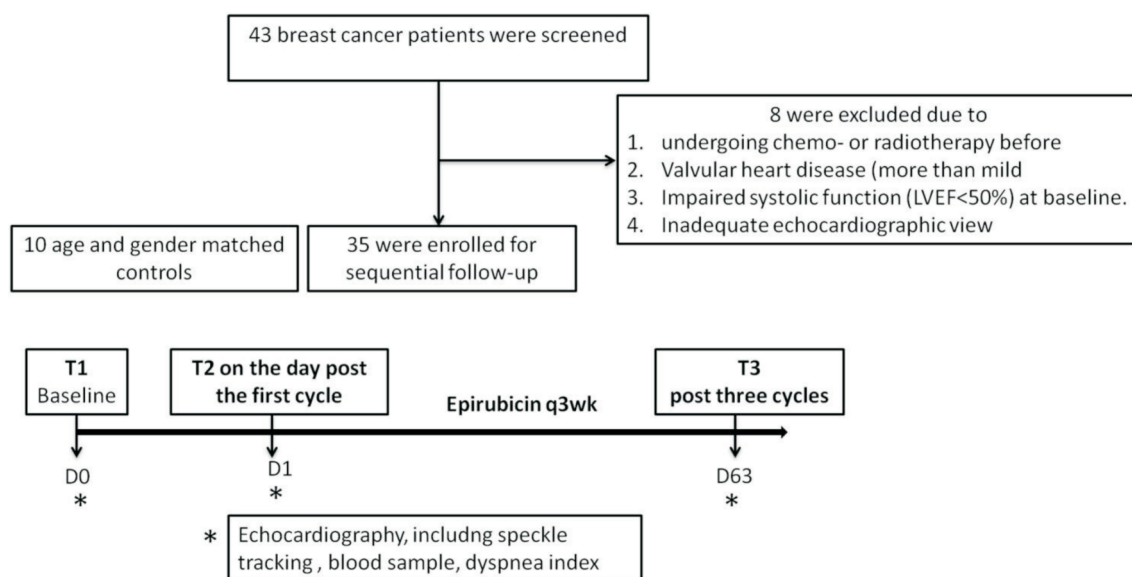 43 breast cancer patients were screened
8 were excluded due to
1. undergoing chemo- or radiotherapy before
2. Valvular heart disease (more than mild
3. Impaired systolic function (LVEF<50%) at baseline.
4. Inadequate echocardiographic view
10 age and gender matched
controls
35 were enrolled for
sequential follow-up
T1
Baseline
T2 on the day post
the first cycle
Epirubicin q3wk
T3
post three cycles
D0
*
D1
*
D63
*
* Echocardiography, includng speckle
tracking , blood sample, dyspnea index